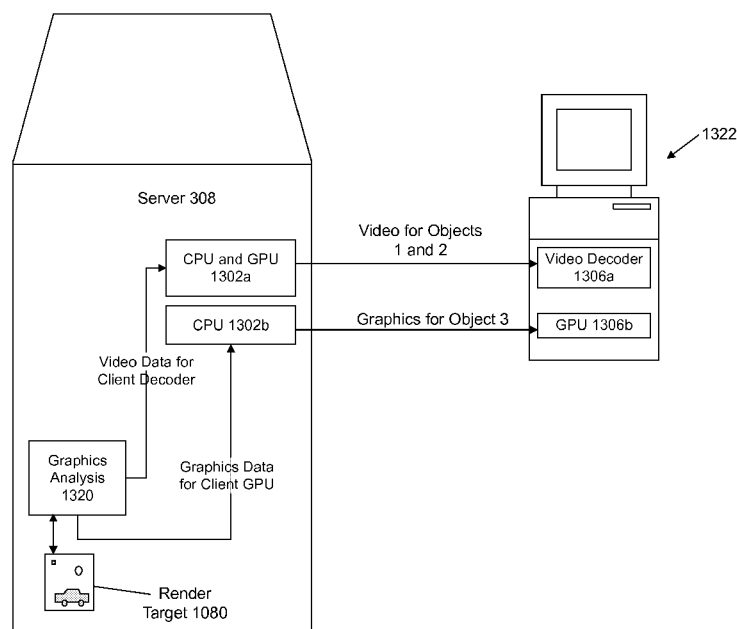 1322
Server 308
Video for Objects
1 and 2
CPU and GPU
1302a
Video Decoder
1306a
CPU 1302b
Graphics for Object 3
GPU 1306b
Video Data for
Client Decoder
Graphics
Analysis
1320
Graphics Data
for Client GPU
Render
Target 1080